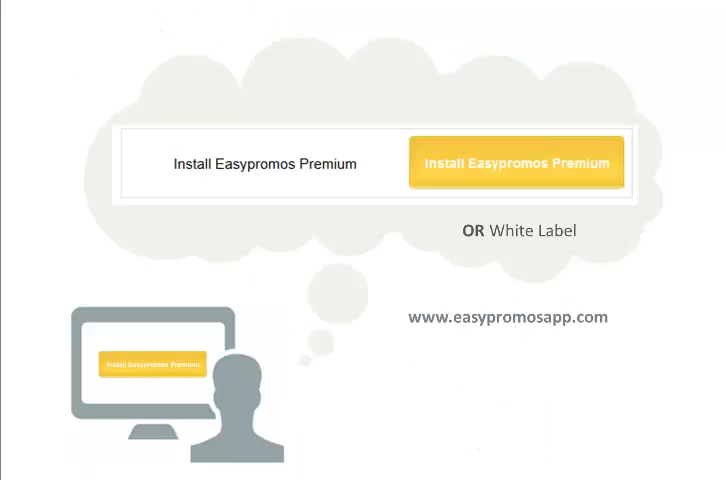 Install Easypromos Premium
Install Easypromos Premium
OR White Label
www.easypromosapp.com
Install Easypromos Premium